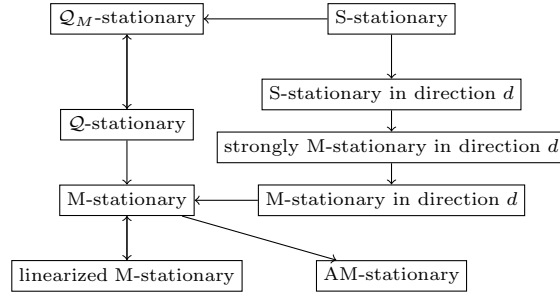 𝒬_M-stationary
S-stationary
S-stationary in direction d
𝒬-stationary
strongly M-stationary in direction d
M-stationary
M-stationary in direction d
linearized M-stationary
AM-stationary